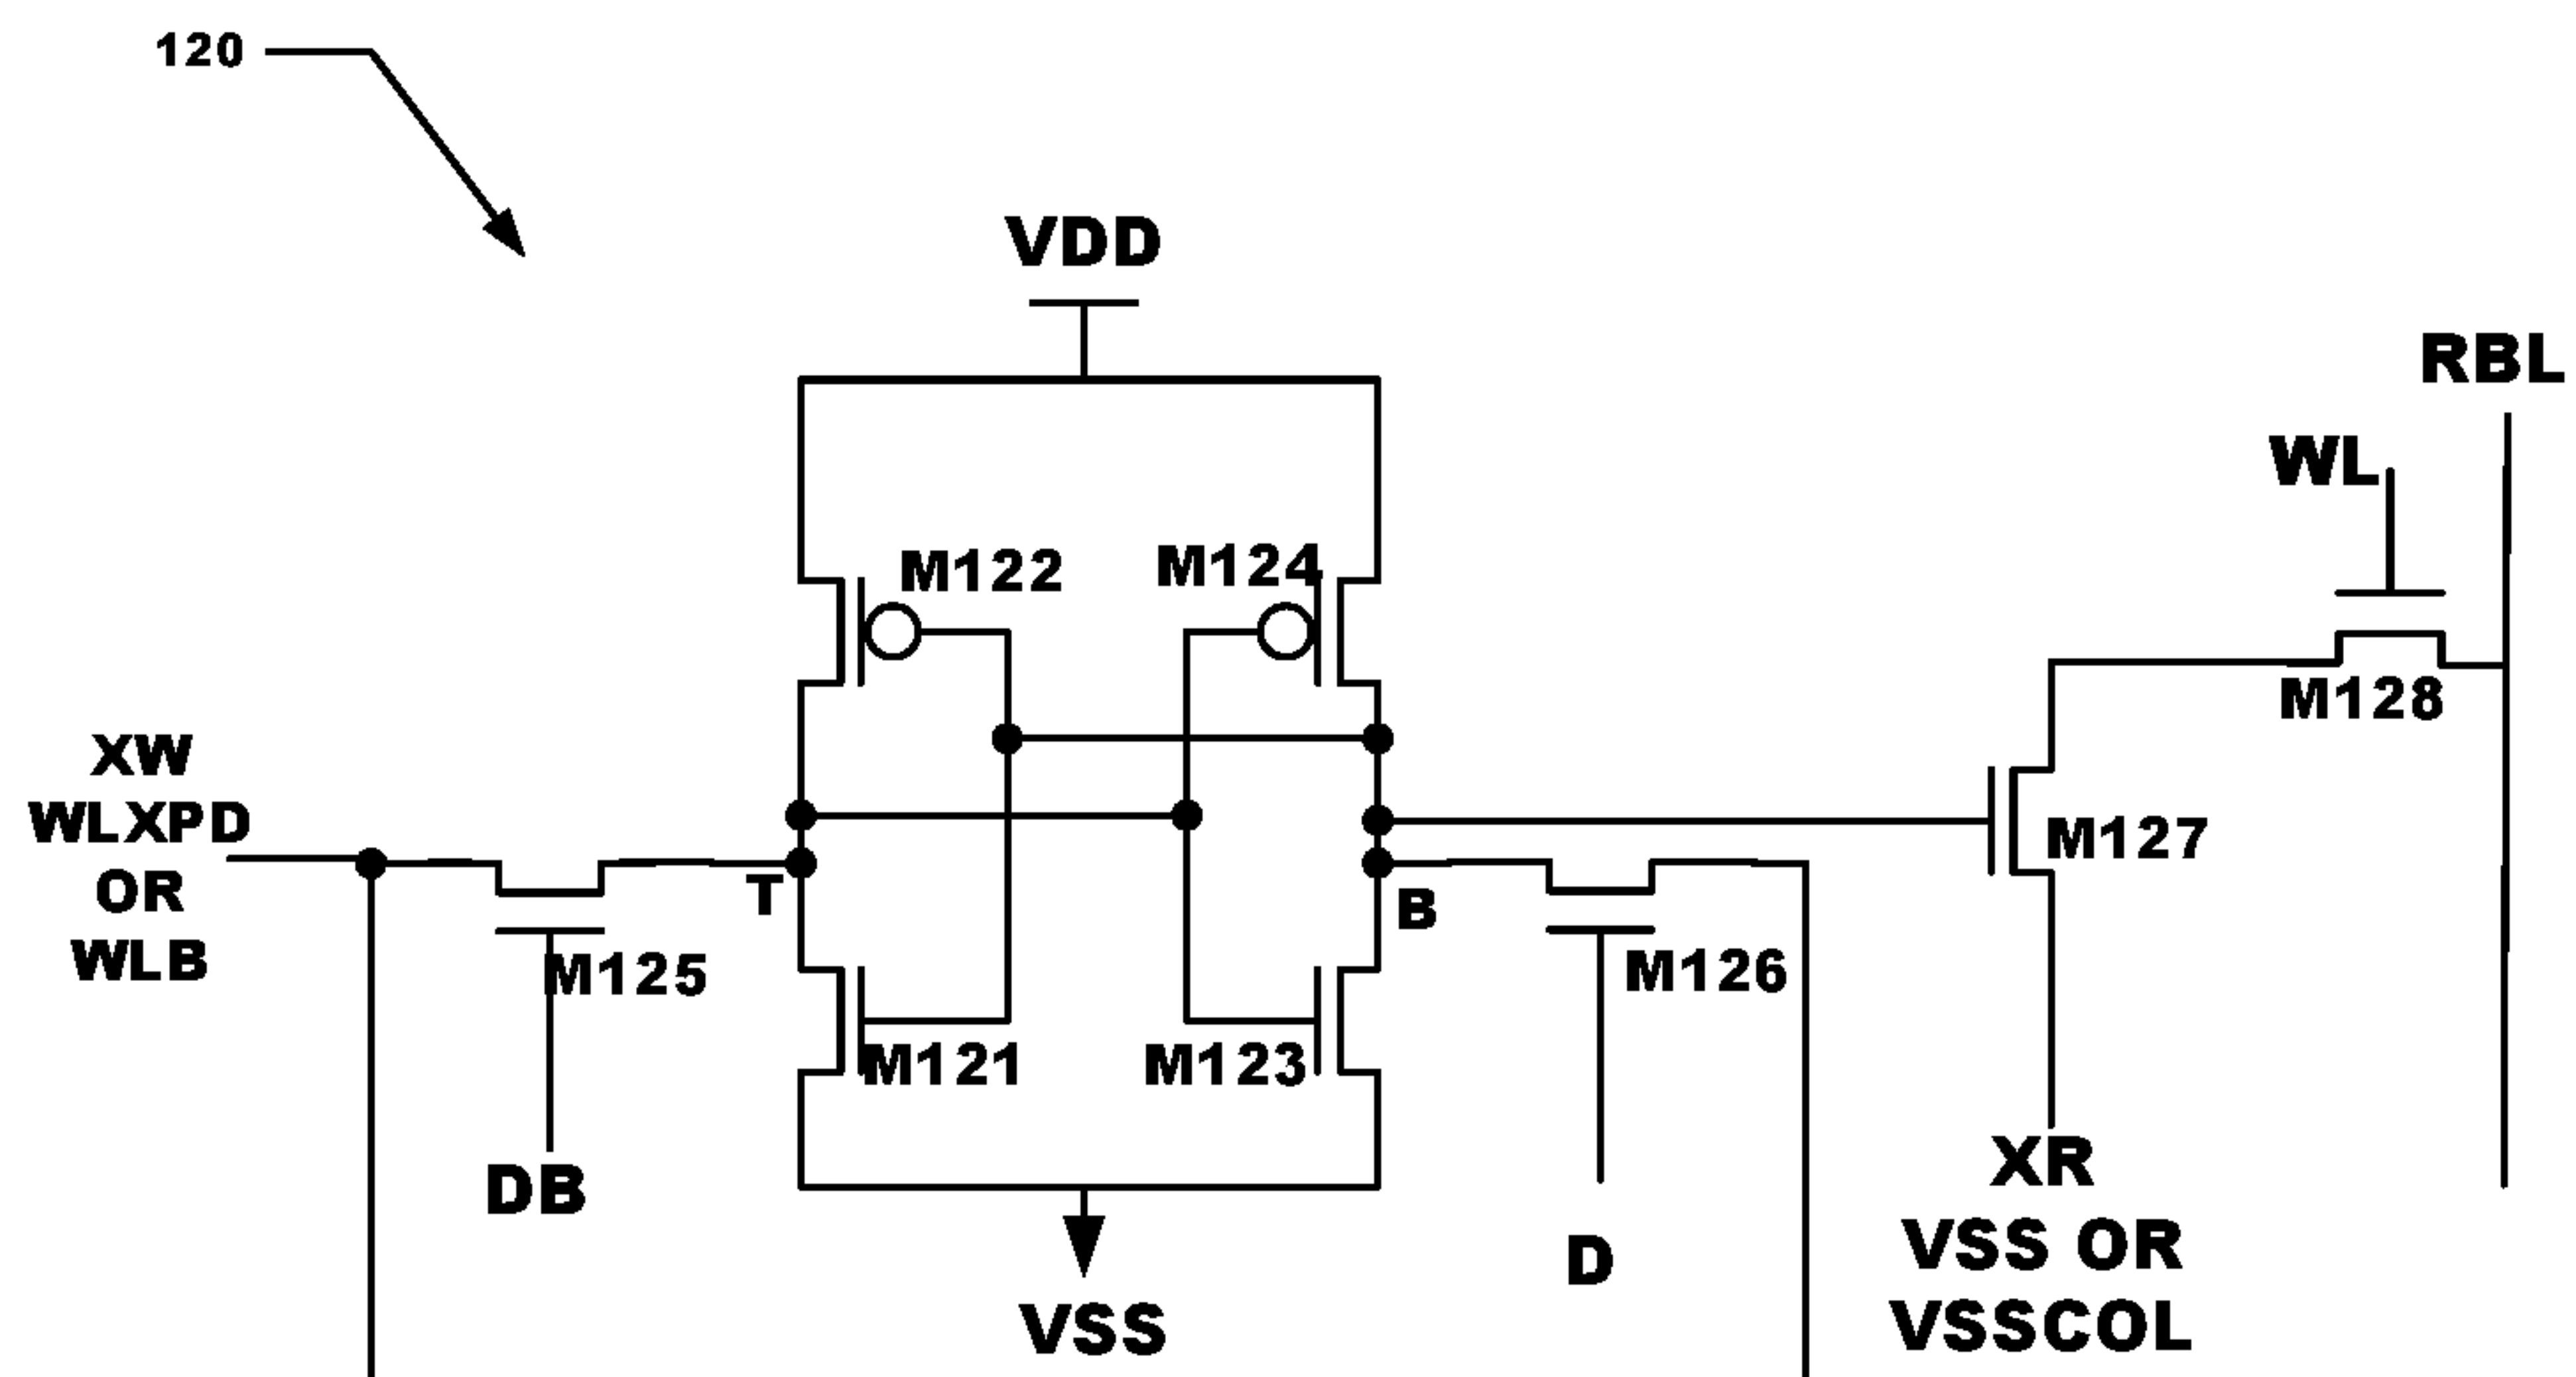 120
VDD
RBL
WL
M122
M124
M128
XW
WLXPD
OR
WLB
M127
T
B
M125
M126
M121
M123
DB
D
XR
VSS OR
VSSCOL
VSS